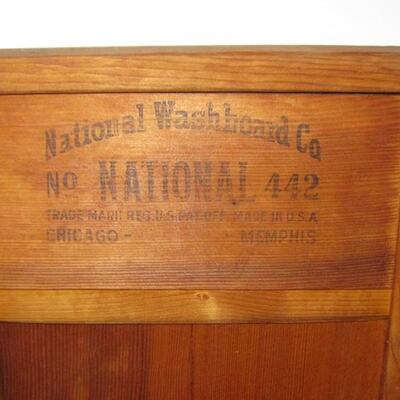 National Washboard Co
No NATIONAL 442
TRADE MARK REG. U.S. PAT. OFF. MADE IN U.S.A
CHICAGO - MEMPHIS